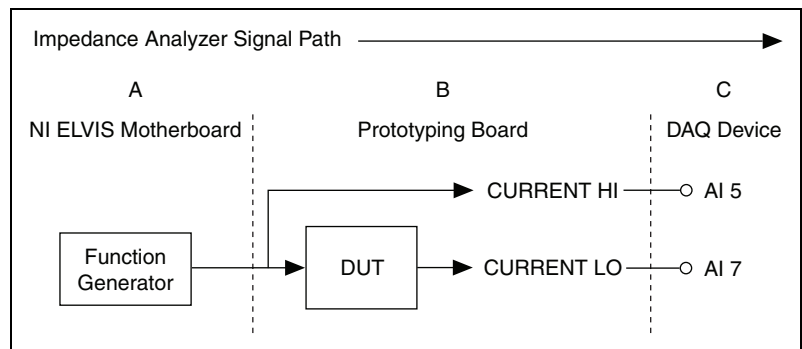 Impedance Analyzer Signal Path
A B C
NI ELVIS Motherboard Prototyping Board DAQ Device
CURRENT HI AI 5
Function
Generator
DUT CURRENT LO AI 7